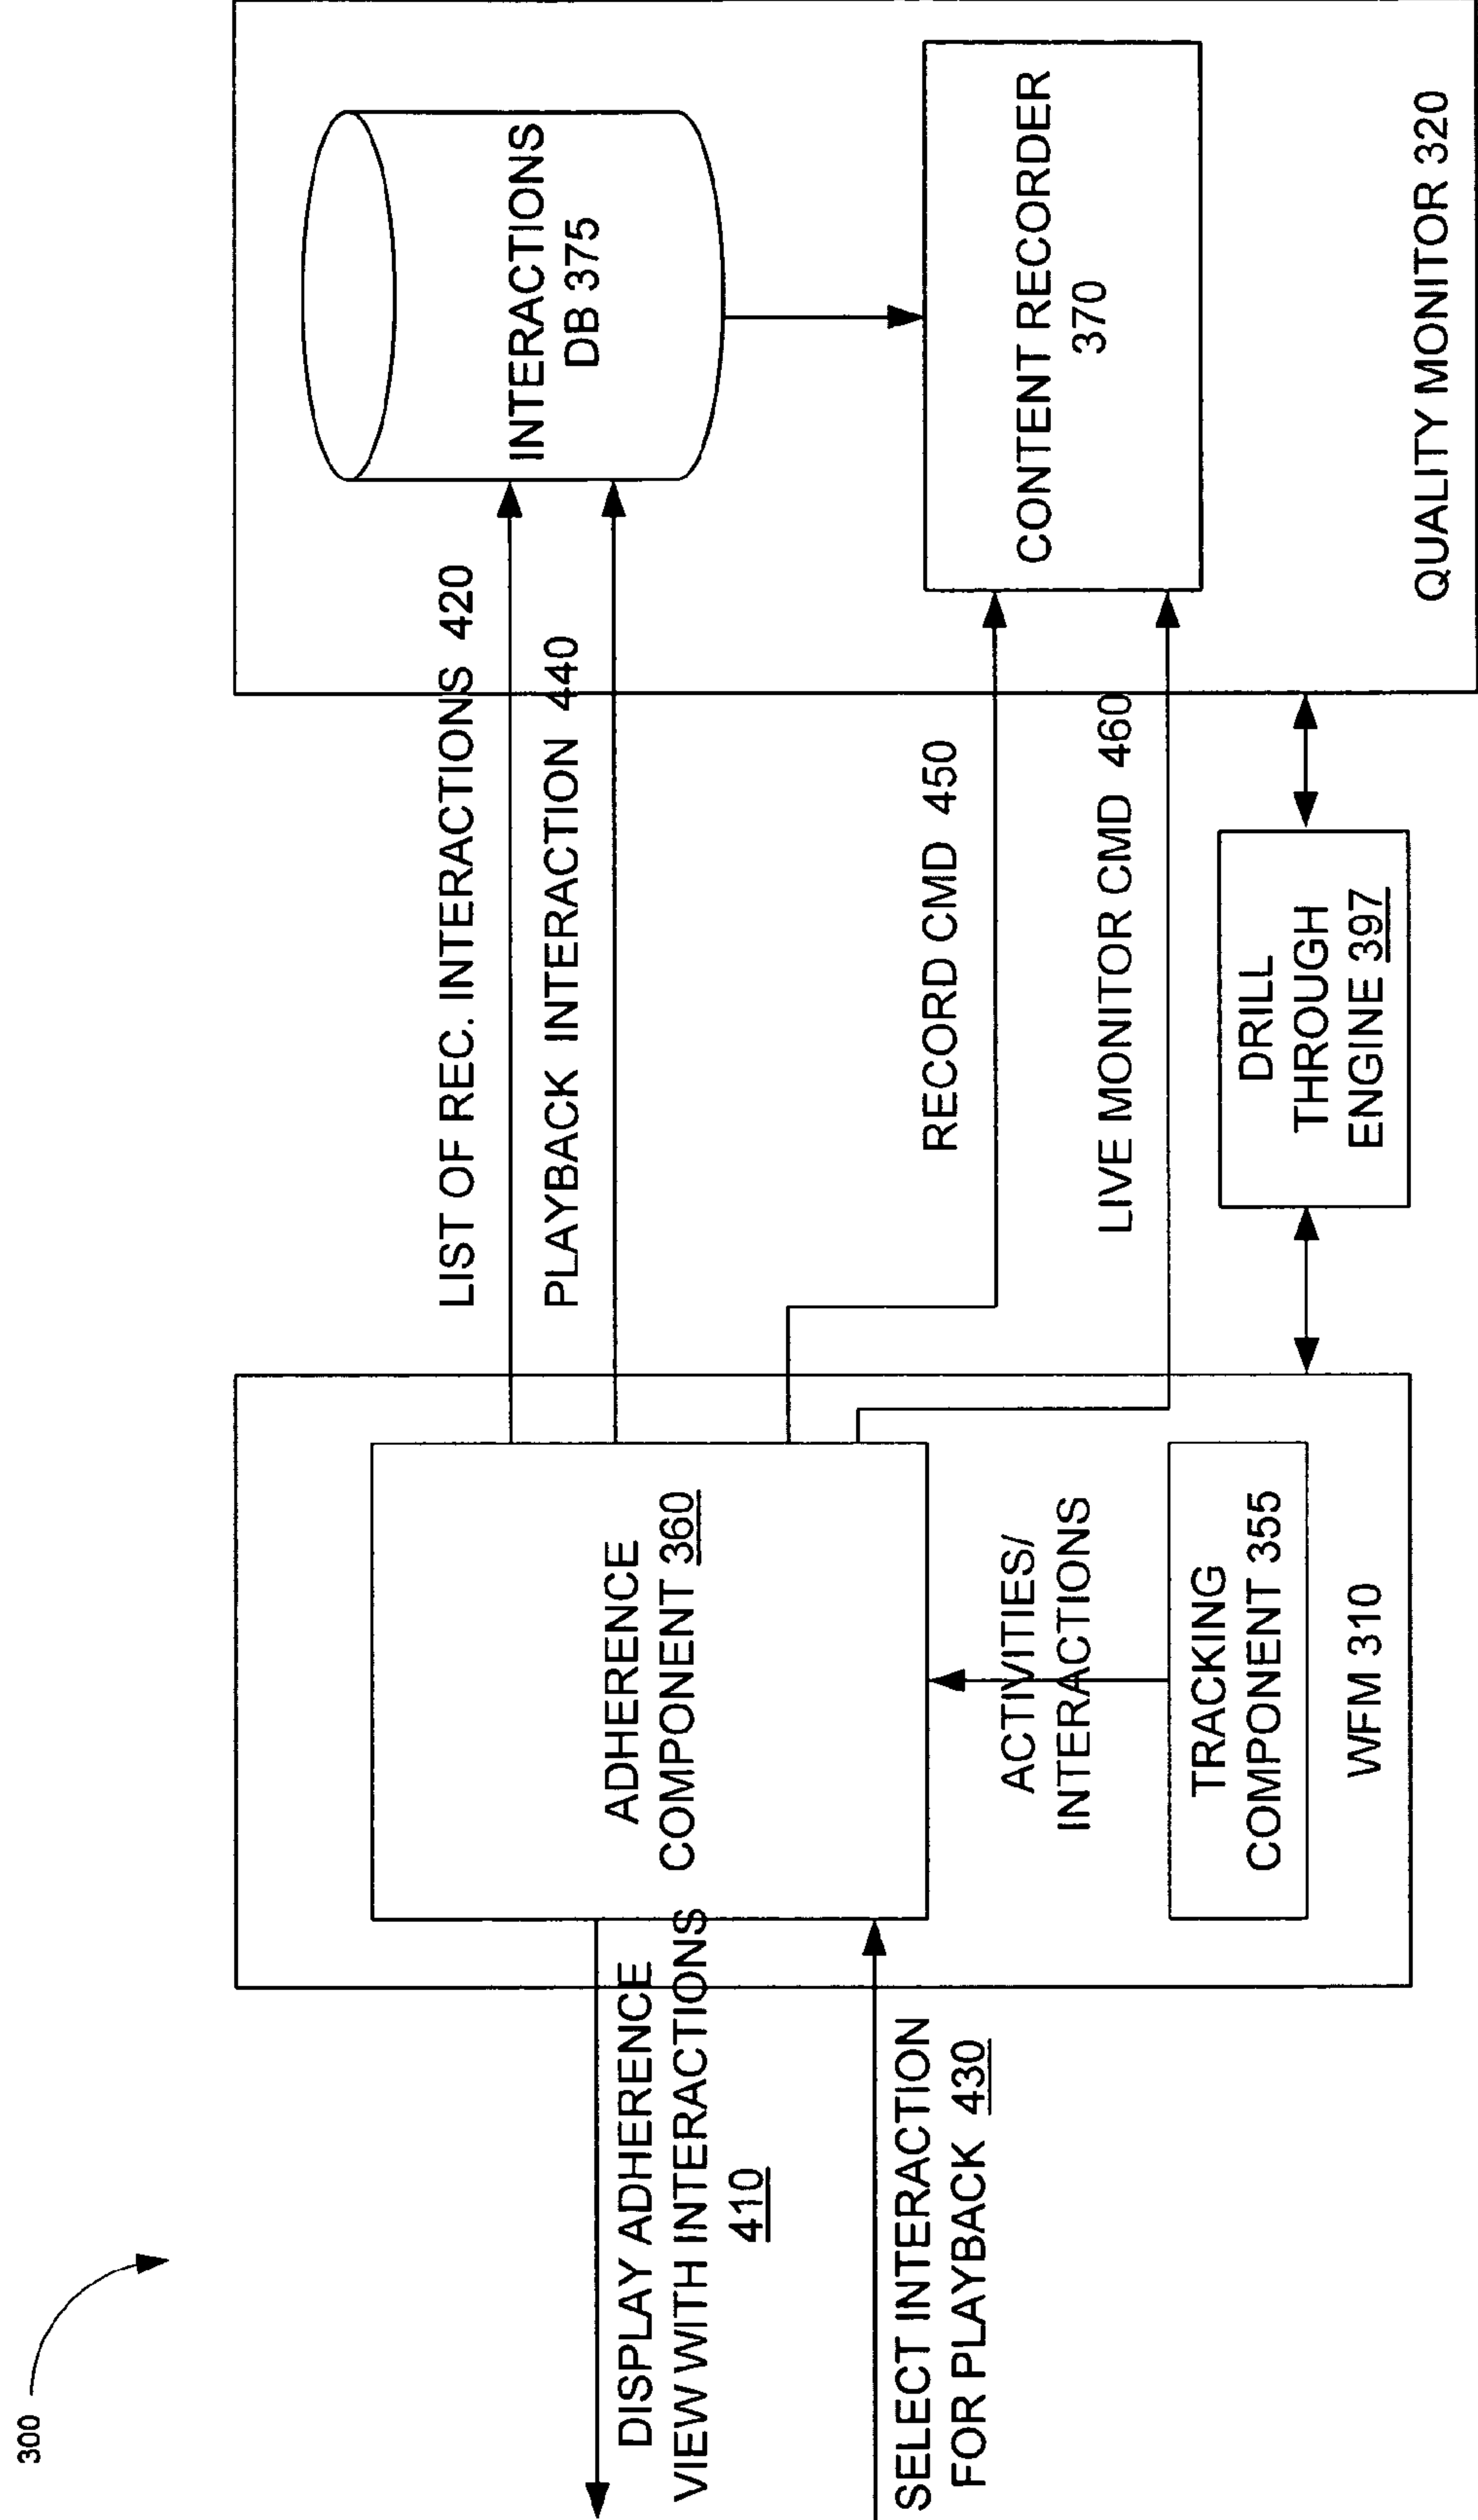 300
DISPLAY ADHERENCE
VIEW WITH INTERACTIONS
410
SELECT INTERACTION
FOR PLAYBACK 430
ADHERENCE
COMPONENT 360
ACTIVITIES/
INTERACTIONS
TRACKING
COMPONENT 355
WFM 310
LIST OF REC. INTERACTIONS 420
PLAYBACK INTERACTION 440
RECORD CMD 450
LIVE MONITOR CMD 460
DRILL
THROUGH
ENGINE 397
INTERACTIONS
DB 375
CONTENT RECORDER
370
QUALITY MONITOR 320